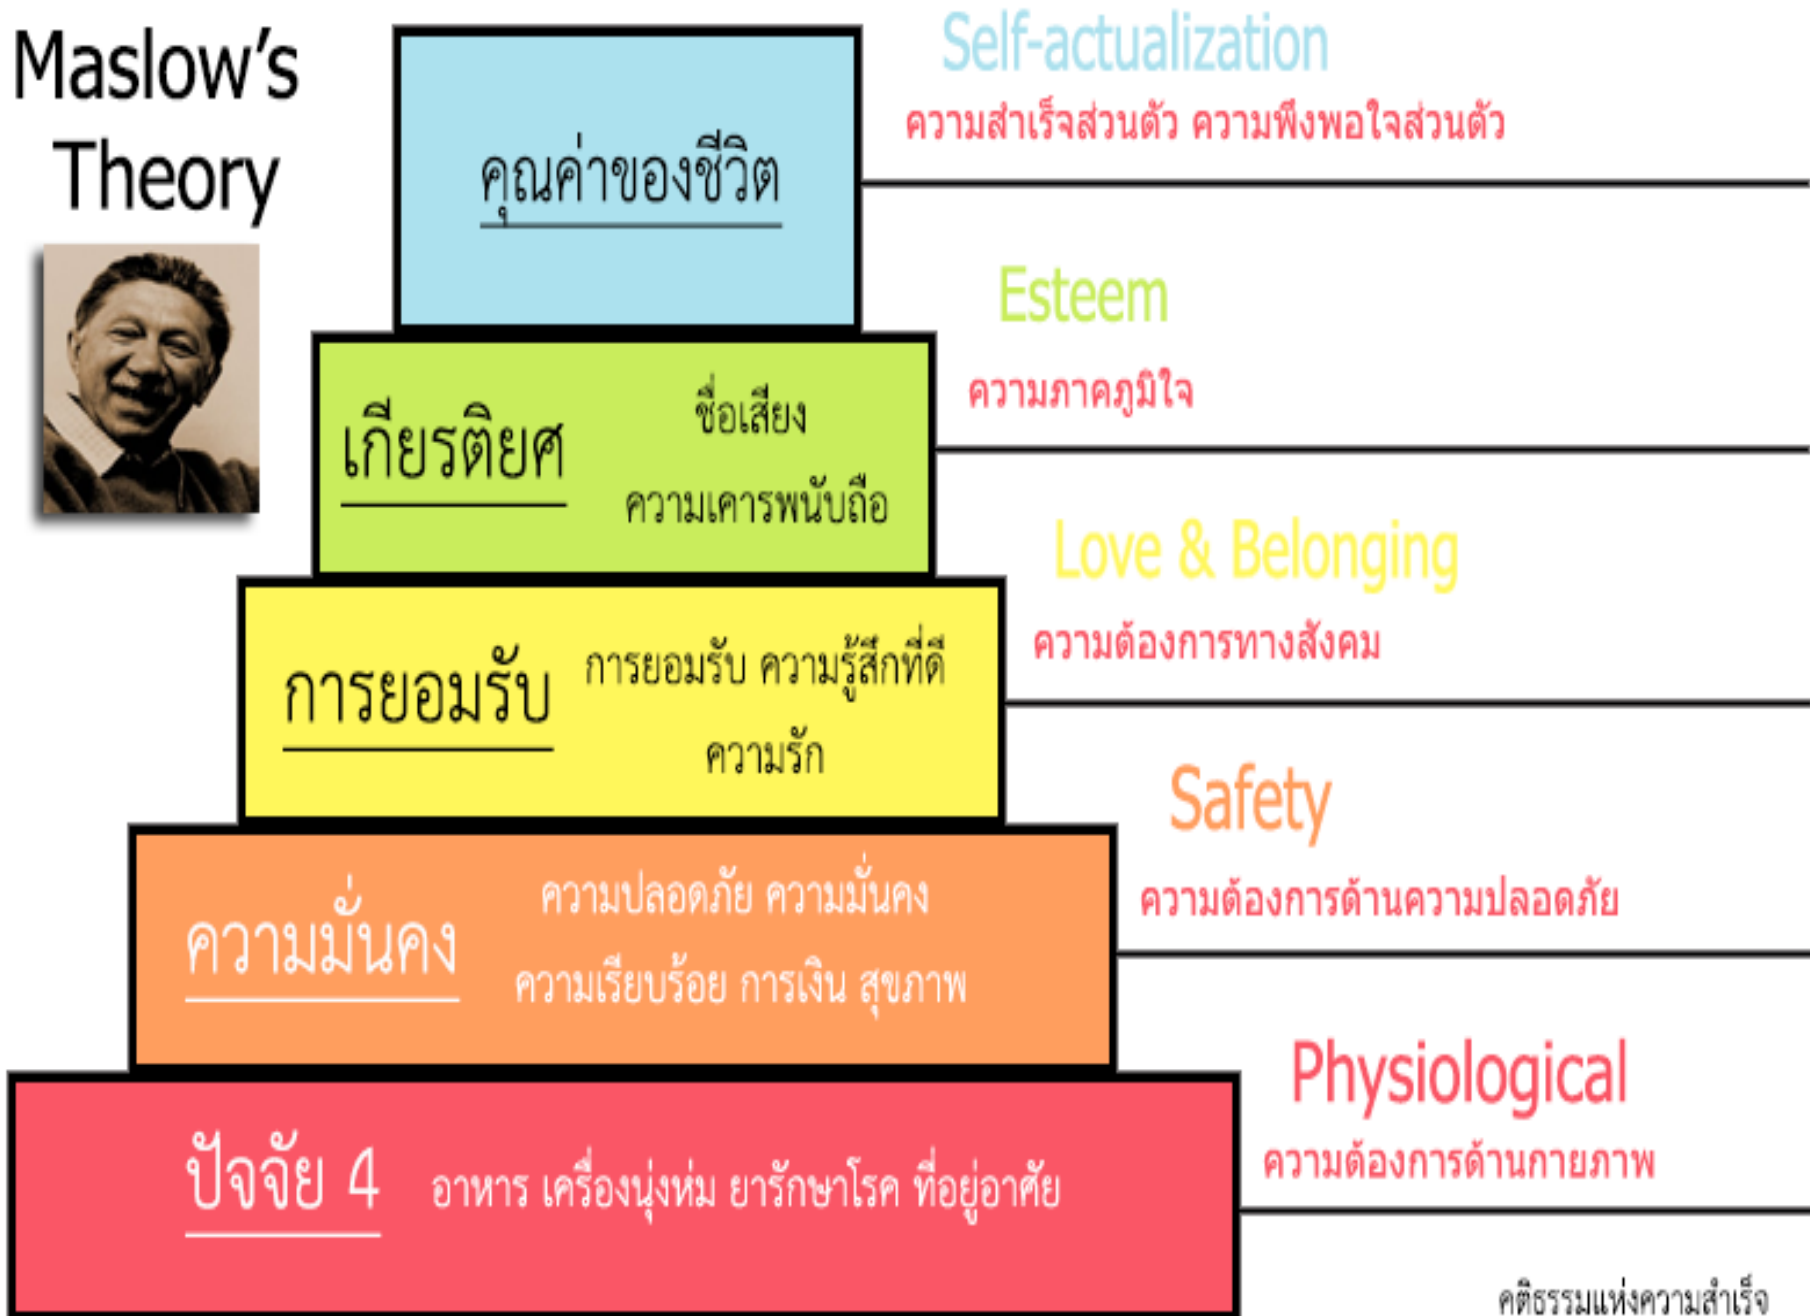 Maslow's
Theory
Self-actualization
ความสำเร็จส่วนตัว ความพึงพอใจส่วนตัว
คุณค่าของชีวิต
Esteem
ความภาคภูมิใจ
เกียรติยศ
ชื่อเสียง
ความเคารพนับถือ
Love & Belonging
ความต้องการทางสังคม
การยอมรับ
การยอมรับ ความรู้สึกที่ดี
ความรัก
Safety
ความต้องการด้านความปลอดภัย
ความมั่นคง
ความปลอดภัย ความมั่นคง
ความเรียบร้อย การเงิน สุขภาพ
Physiological
ความต้องการด้านกายภาพ
ปัจจัย 4
อาหาร เครื่องนุ่งห่ม ยารักษาโรค ที่อยู่อาศัย
คติธรรมแห่งความสำเร็จ